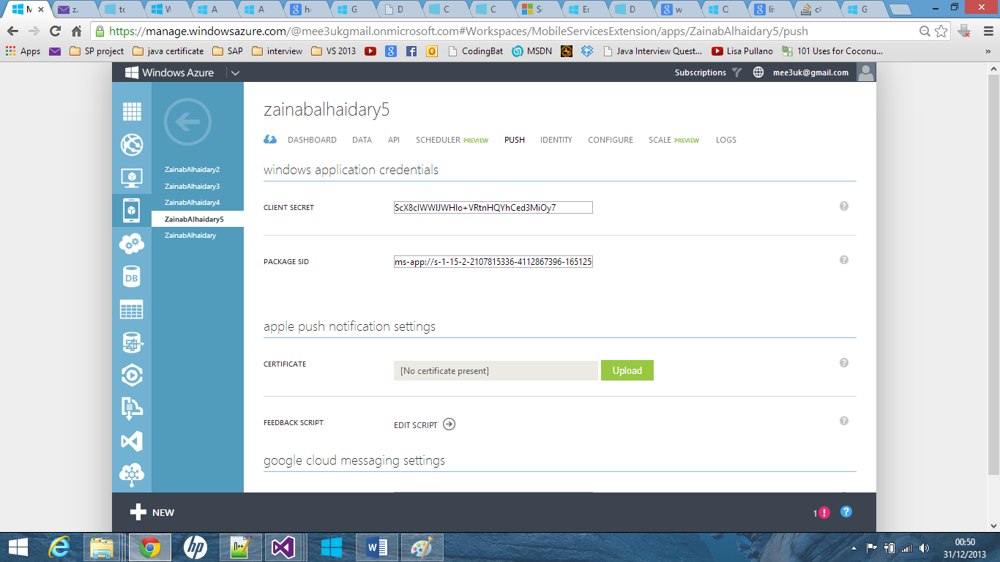 M
z.
to
W
A
A
he
G
D
C
C
Si
Er
D
w
O
liv
c#
G
https://manage.windowsazure.com/@mee3ukgmail.onmicrosoft.com#Workspaces/MobileServicesExtension/apps/ZainabAlhaidary5/push
Apps SP project java certificate SAP interview VS 2013 CodingBat MSDN Java Interview Quest... Lisa Pullano 101 Uses for Coconu... »
Windows Azure Subscriptions mee3uk@gmail.com
zainabalhaidary5
DASHBOARD DATA API SCHEDULER PREVIEW PUSH IDENTITY CONFIGURE SCALE PREVIEW LOGS
ZainabAlhaidary2
ZainabAlhaidary3
ZainabAlhaidary4
ZainabAlhaidary5
ZainabAlhaidary
DB
windows application credentials
CLIENT SECRET ?
PACKAGE SID ms-app://s-1-15-2-2107815336-4112867396-165125 ?
apple push notification settings
CERTIFICATE [No certificate present] Upload ?
FEEDBACK SCRIPT EDIT SCRIPT ?
google cloud messaging settings
NEW 1 ! ?
00:50
31/12/2013